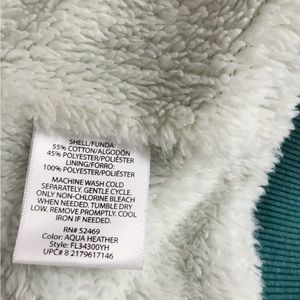 SHELL/FUNDA:
55% COTTON/ALGODÓN
45% POLYESTER/POLIÉSTER
LINING/FORRO:
100% POLYESTER/POLIÉSTER
MACHINE WASH COLD
SEPARATELY. GENTLE CYCLE.
ONLY NON-CHLORINE BLEACH
WHEN NEEDED. TUMBLE DRY
LOW. REMOVE PROMPTLY. COOL
IRON IF NEEDED.
RN# 52469
Color: AQUA HEATHER
Style: FL34300YH
UPC# 8 2179617146